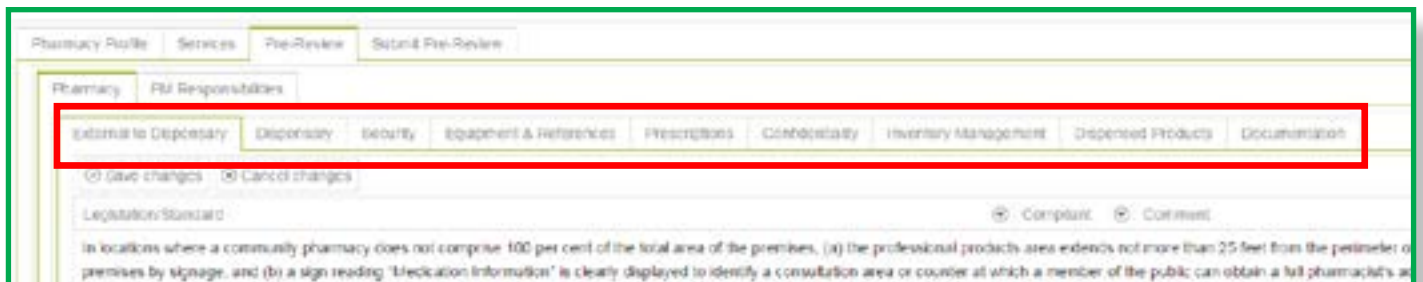 Pharmacy Profile Services Pre-Review Submit Pre-Review
Pharmacy PM Responsibilities
External to Dispensary Dispensary Security Equipment & References Prescriptions Confidentiality Inventory Management Dispensed Products Documentation
Save changes Cancel changes
Legislation/Standard Compliant Comment
In locations where a community pharmacy does not comprise 100 per cent of the total area of the premises, (a) the professional products area extends not more than 25 feet from the perimeter o
premises by signage, and (b) a sign reading "Medication Information" is clearly displayed to identify a consultation area or counter at which a member of the public can obtain a full pharmacist's